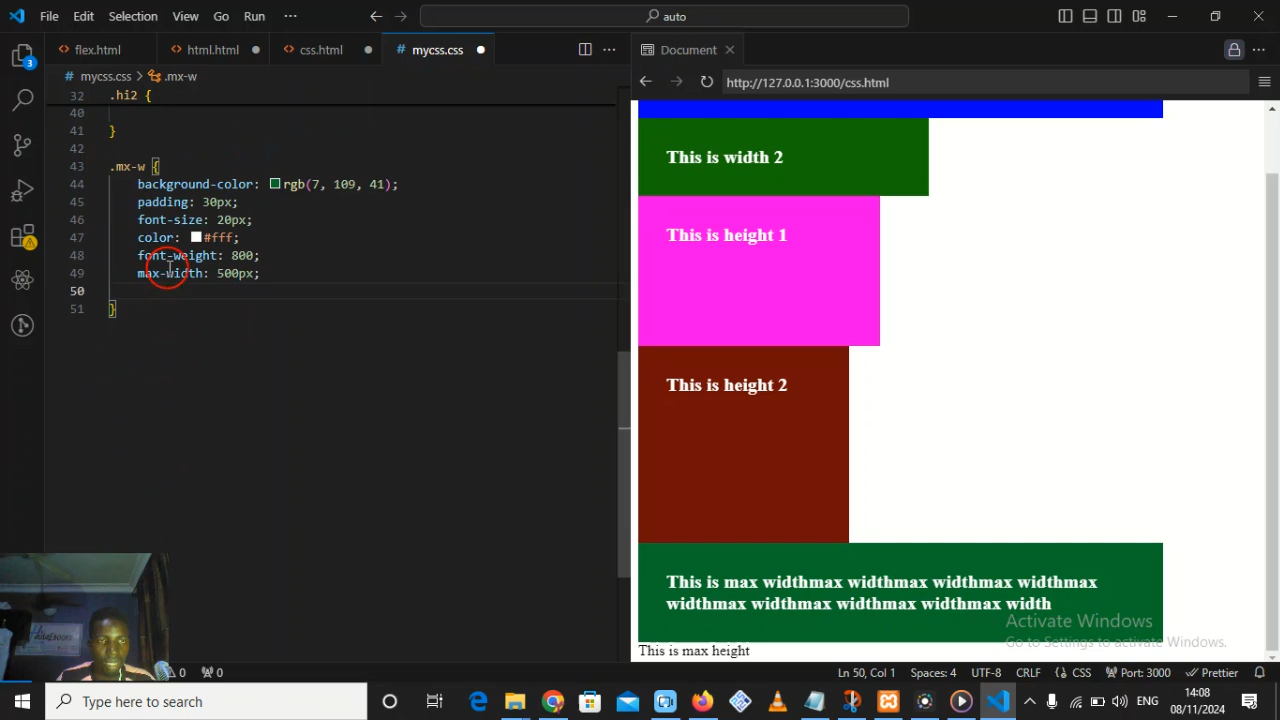 File Edit Selection View Go Run ···
auto
flex.html
html.html
css.html
# mycss.css
# mycss.css > .mx-w
32 .hi2 {
40
41 }
42
43 .mx-w {
44 background-color: rgb(7, 109, 41);
45 padding: 30px;
46 font-size: 20px;
47 color: #fff;
48 font-weight: 800;
49 max-width: 500px;
50
51 }
Document
http://127.0.0.1:3000/css.html
This is width 2
This is height 1
This is height 2
This is max widthmax widthmax widthmax widthmax
widthmax widthmax widthmax widthmax width
This is max height
Activate Windows
Go to Settings to activate Windows.
3
0 0
Ln 50, Col 1 Spaces: 4 UTF-8 CRLF CSS Port: 3000 Prettier
Type here to search
ENG
14:08
08/11/2024